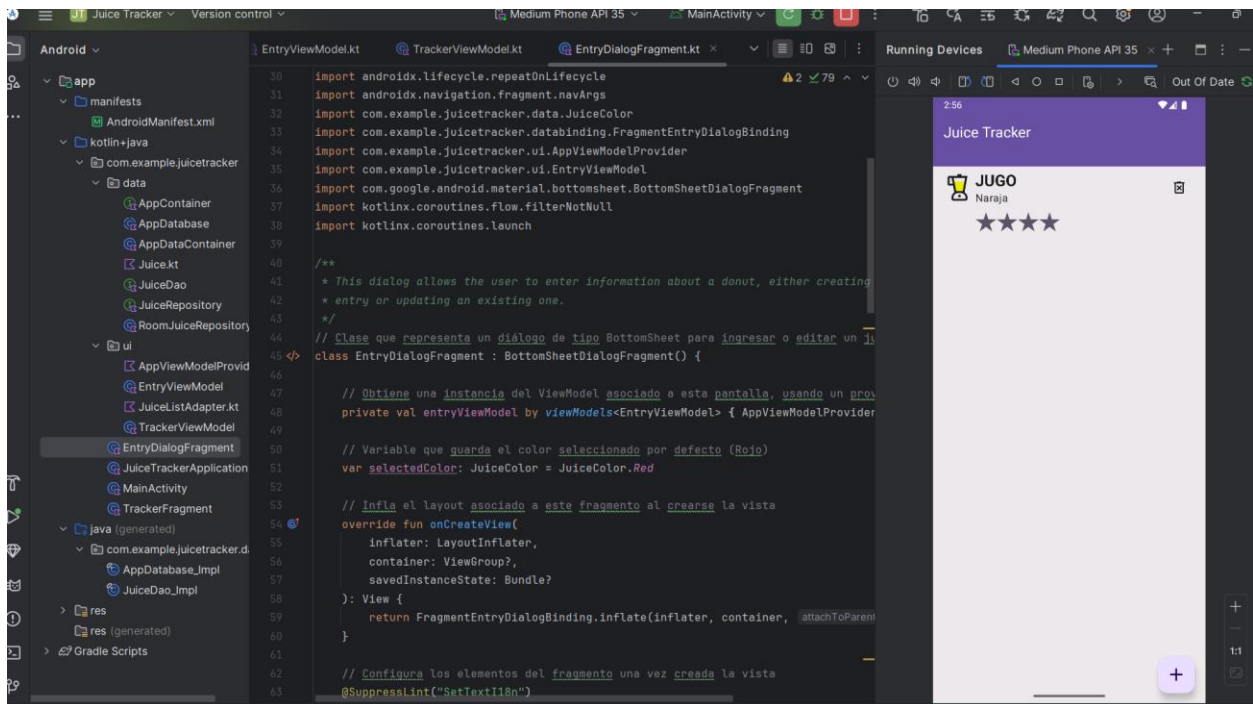 JT Juice Tracker Version control Medium Phone API 35 MainActivity
Android
app
manifests
AndroidManifest.xml
kotlin+java
com.example.juicetracker
data
AppContainer
AppDatabase
AppDataContainer
Juice.kt
JuiceDao
JuiceRepository
RoomJuiceRepository
ui
AppViewModelProvid
EntryViewModel
JuiceListAdapter.kt
TrackerViewModel
EntryDialogFragment
JuiceTrackerApplication
MainActivity
TrackerFragment
java (generated)
com.example.juicetracker.d
AppDatabase_Impl
JuiceDao_Impl
res
res (generated)
Gradle Scripts
EntryViewModel.kt TrackerViewModel.kt EntryDialogFragment.kt
2 79
30 import androidx.lifecycle.repeatOnLifecycle
31 import androidx.navigation.fragment.navArgs
32 import com.example.juicetracker.data.JuiceColor
33 import com.example.juicetracker.databinding.FragmentEntryDialogBinding
34 import com.example.juicetracker.ui.AppViewModelProvider
35 import com.example.juicetracker.ui.EntryViewModel
36 import com.google.android.material.bottomsheet.BottomSheetDialogFragment
37 import kotlinx.coroutines.flow.filterNotNull
38 import kotlinx.coroutines.launch
39
40 /**
41 * This dialog allows the user to enter information about a donut, either creating
42 * entry or updating an existing one.
43 */
44 // Clase que representa un diálogo de tipo BottomSheet para ingresar o editar un ju
45 class EntryDialogFragment : BottomSheetDialogFragment() {
46
47 // Obtiene una instancia del ViewModel asociado a esta pantalla, usando un prov
48 private val entryViewModel by viewModels<EntryViewModel> { AppViewModelProvider
49
50 // Variable que guarda el color seleccionado por defecto (Rojo)
51 var selectedColor: JuiceColor = JuiceColor.Red
52
53 // Infla el layout asociado a este fragmento al crearse la vista
54 override fun onCreateView(
55 inflater: LayoutInflater,
56 container: ViewGroup?,
57 savedInstanceState: Bundle?
58 ): View {
59 return FragmentEntryDialogBinding.inflate(inflater, container, attachToParent
60 }
61
62 // Configura los elementos del fragmento una vez creada la vista
63 @SuppressLint("SetTextI18n")
Running Devices Medium Phone API 35
Out Of Date
2:56
Juice Tracker
JUGO
Naraja
+
1:1